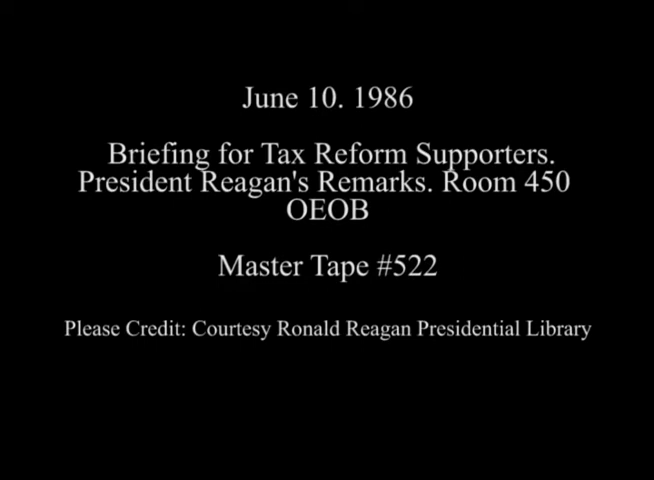 June 10. 1986
Briefing for Tax Reform Supporters.
President Reagan's Remarks. Room 450
OEOB
Master Tape #522
Please Credit: Courtesy Ronald Reagan Presidential Library